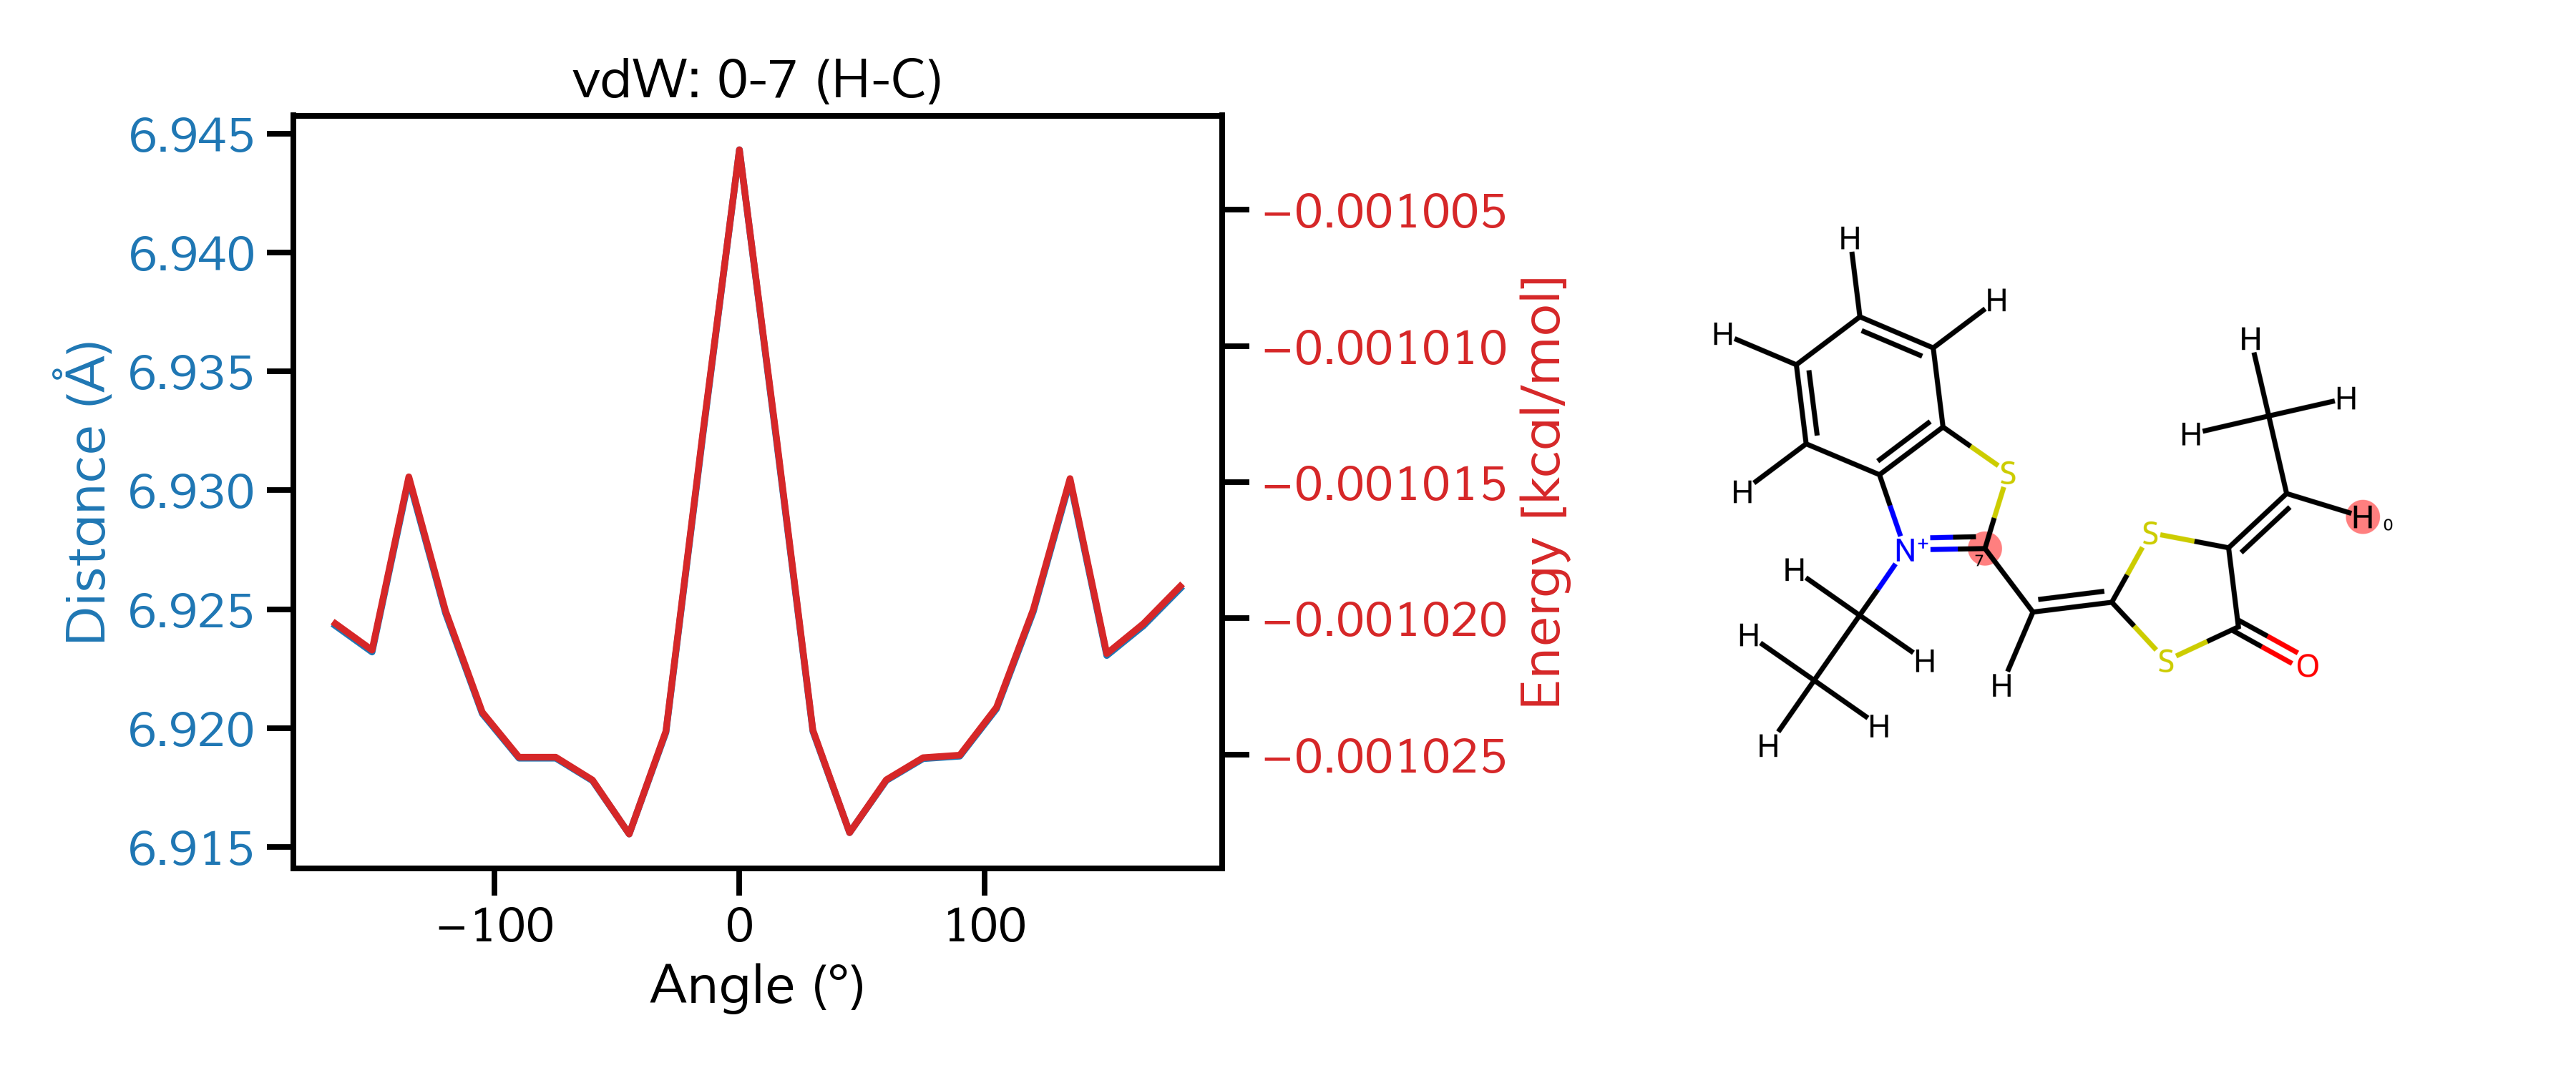 vdW: 0-7 (H-C)
6.945
6.940
6.935
6.930
6.925
6.920
6.915
Distance (Å)
−0.001005
−0.001010
−0.001015
−0.001020
−0.001025
Energy [kcal/mol]
−100 0 100
Angle (°)
H
H
H
H
H
H
H
S
H
H 0
S
N+
7
H
H
H
S
O
H
H
H